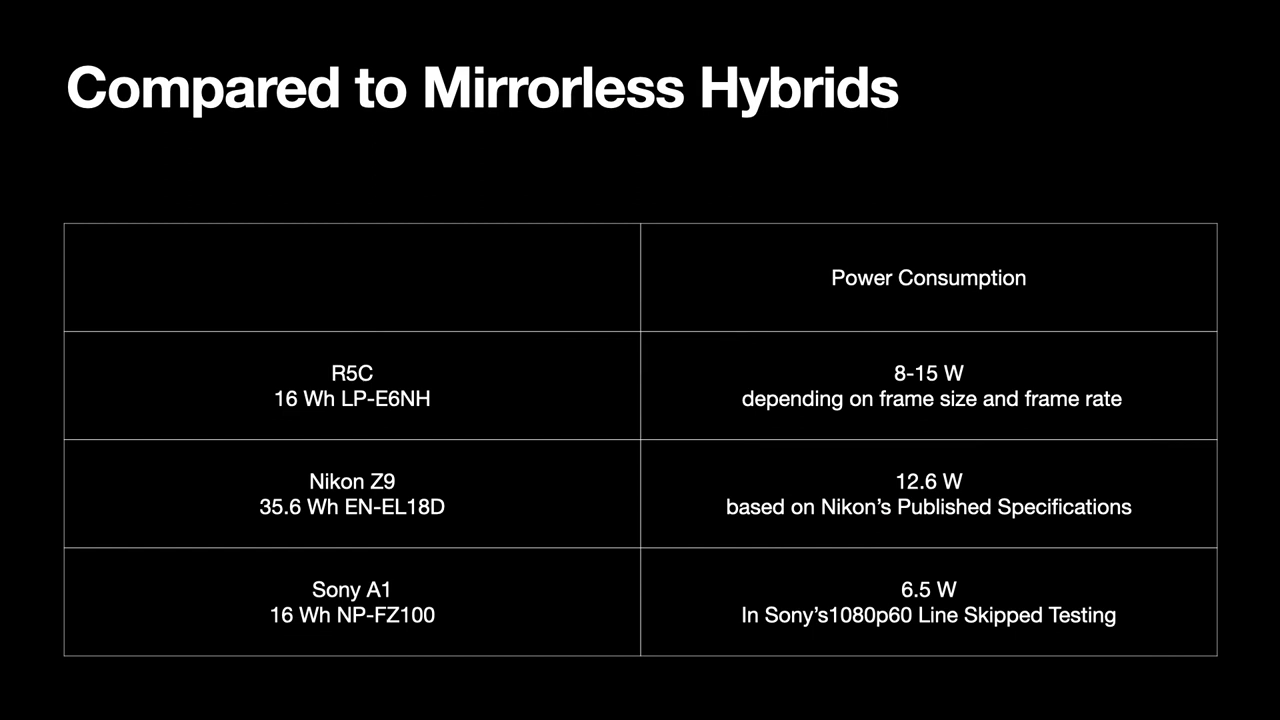 Compared to Mirrorless Hybrids
Power Consumption
R5C
16 Wh LP-E6NH
8-15 W
depending on frame size and frame rate
Nikon Z9
35.6 Wh EN-EL18D
12.6 W
based on Nikon’s Published Specifications
Sony A1
16 Wh NP-FZ100
6.5 W
In Sony’s1080p60 Line Skipped Testing